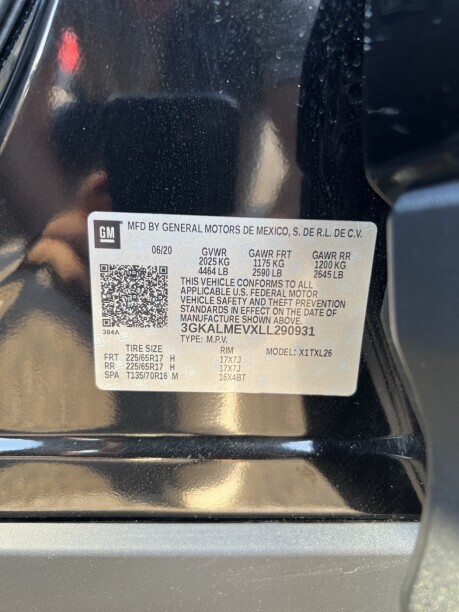 GM
MFD BY GENERAL MOTORS DE MEXICO, S. DE R.L. DE C.V.
06/20 GVWR GAWR FRT GAWR RR
2025 KG 1175 KG 1200 KG
4464 LB 2590 LB 2645 LB
THIS VEHICLE CONFORMS TO ALL
APPLICABLE U.S. FEDERAL MOTOR
VEHICLE SAFETY AND THEFT PREVENTION
STANDARDS IN EFFECT ON THE DATE OF
MANUFACTURE SHOWN ABOVE.
3GKALMEVXLL290931
384A TYPE: M.P.V.
TIRE SIZE RIM X1TXL26
FRT 225/65R17 H 17X7J
RR 225/65R17 H 17X7J
SPA T135/70R16 M 16X4BT